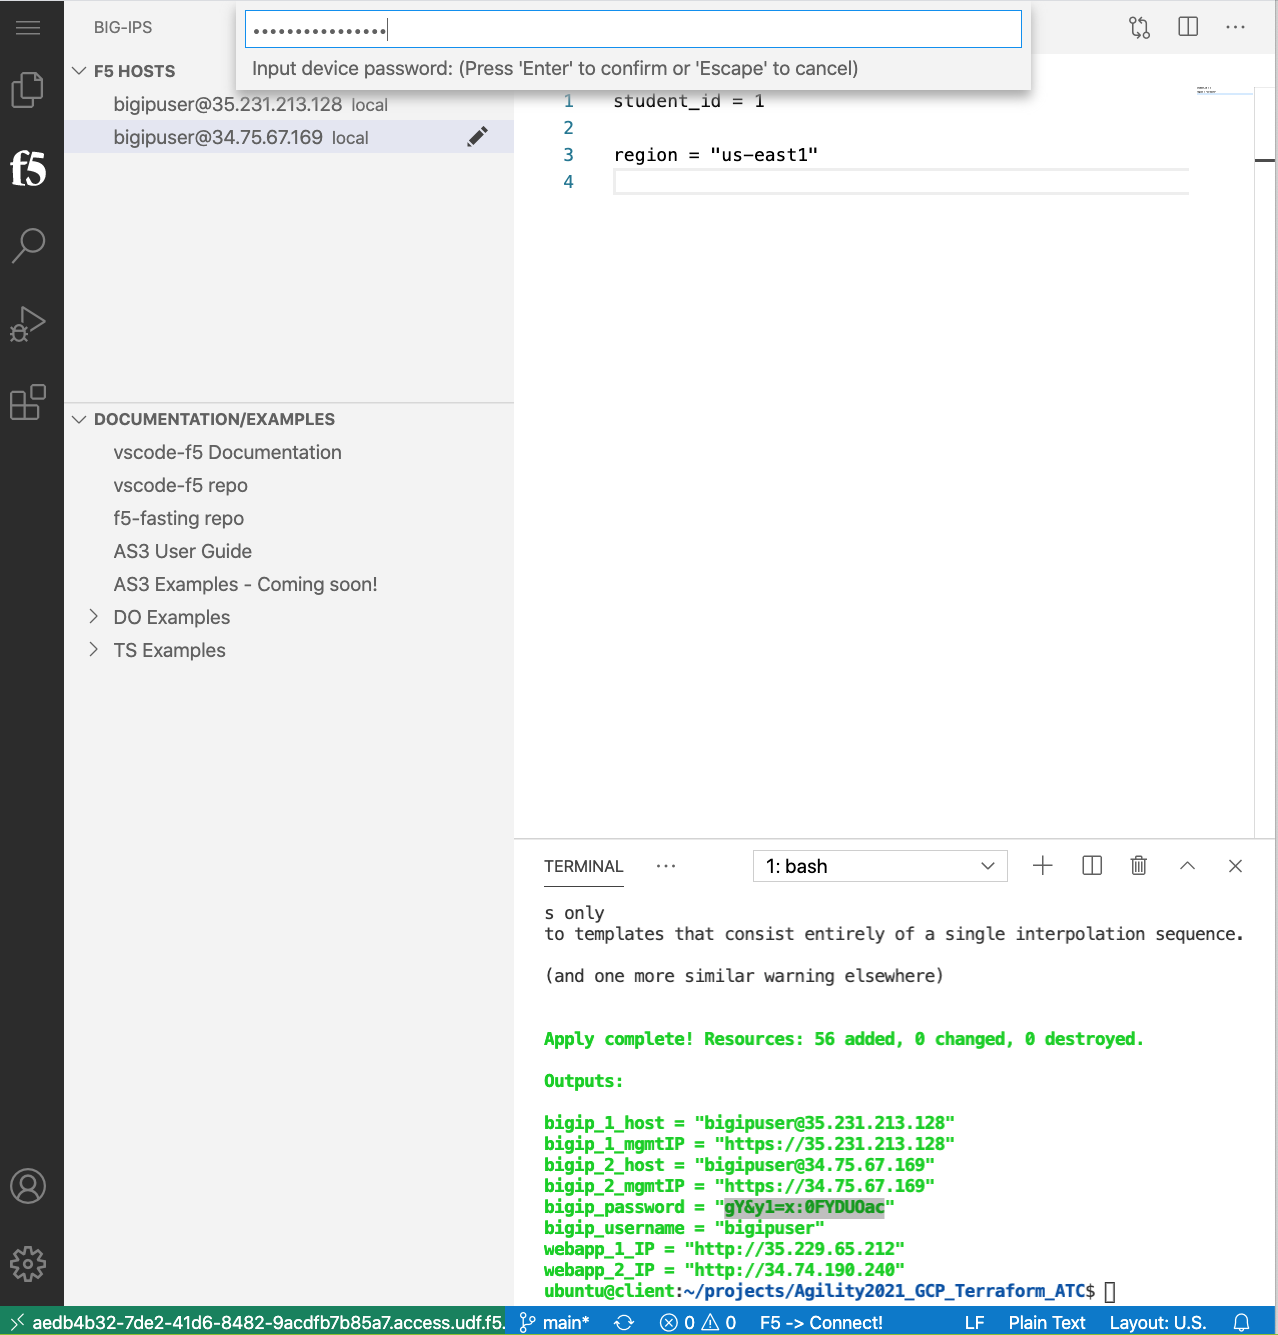 BIG-IPS
••••••••••••••••
Input device password: (Press 'Enter' to confirm or 'Escape' to cancel)
F5 HOSTS
bigipuser@35.231.213.128 local
bigipuser@34.75.67.169 local
f5
1 student_id = 1
2
3 region = "us-east1"
4
DOCUMENTATION/EXAMPLES
vscode-f5 Documentation
vscode-f5 repo
f5-fasting repo
AS3 User Guide
AS3 Examples - Coming soon!
DO Examples
TS Examples
TERMINAL ··· 1: bash
s only
to templates that consist entirely of a single interpolation sequence.
(and one more similar warning elsewhere)
Apply complete! Resources: 56 added, 0 changed, 0 destroyed.
Outputs:
bigip_1_host = "bigipuser@35.231.213.128"
bigip_1_mgmtIP = "https://35.231.213.128"
bigip_2_host = "bigipuser@34.75.67.169"
bigip_2_mgmtIP = "https://34.75.67.169"
bigip_password = "gY&y1=x:0FYDUOac"
bigip_username = "bigipuser"
webapp_1_IP = "http://35.229.65.212"
webapp_2_IP = "http://34.74.190.240"
ubuntu@client:~/projects/Agility2021_GCP_Terraform_ATC$
aedb4b32-7de2-41d6-8482-9acdfb7b85a7.access.udf.f5. main* 0 0 F5 -> Connect! LF Plain Text Layout: U.S.